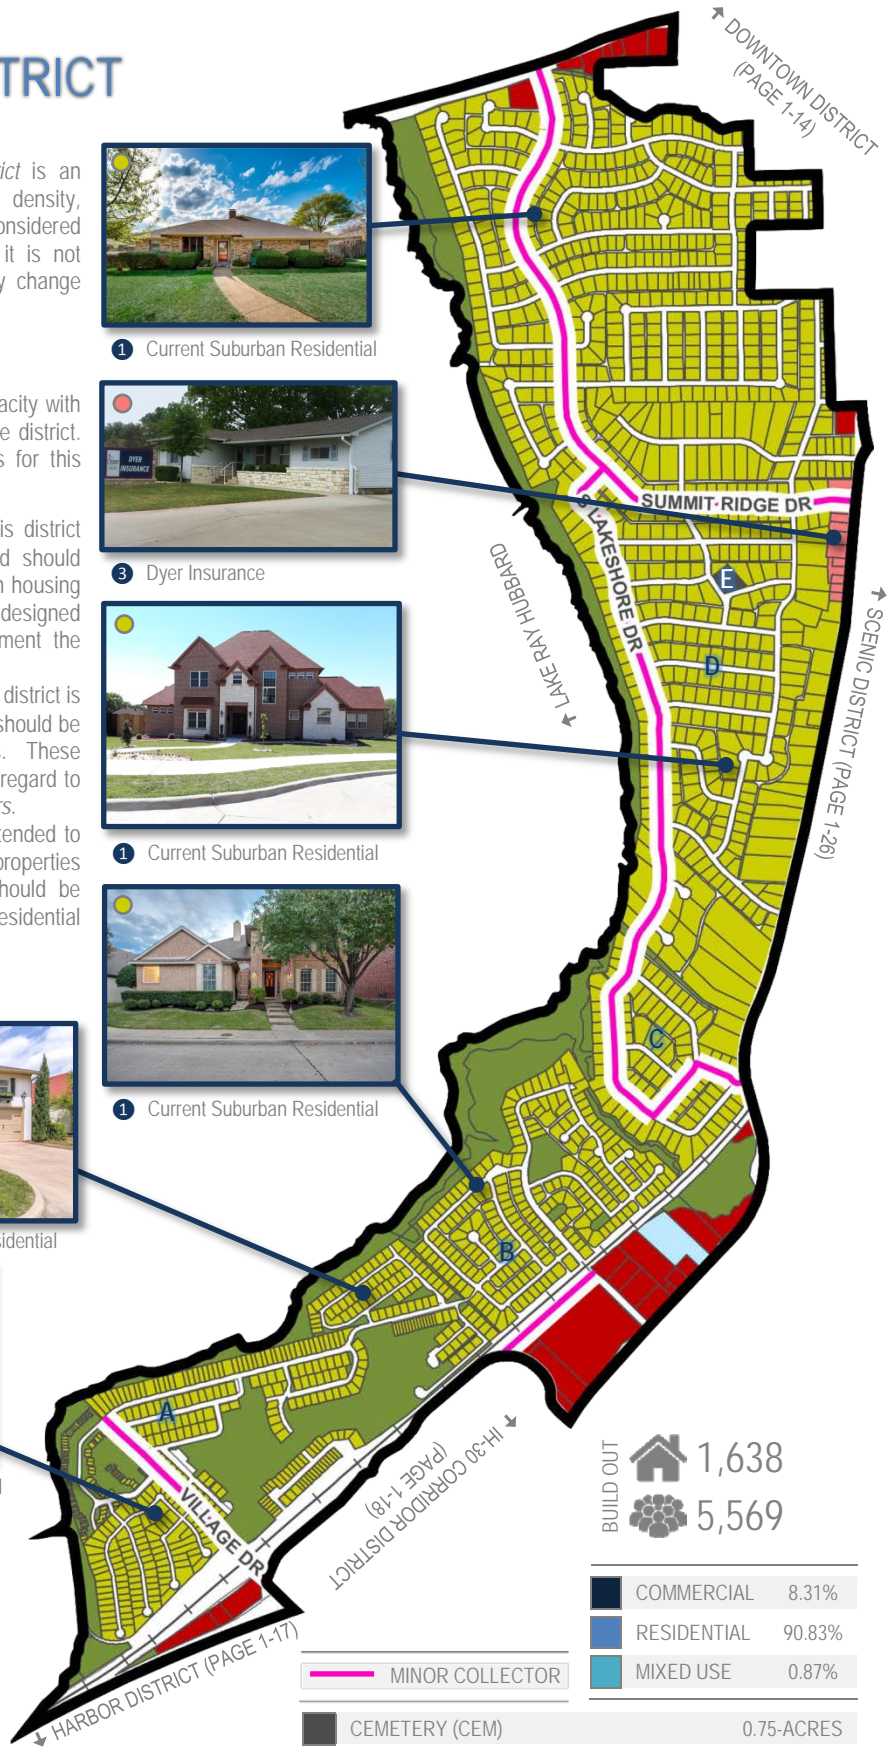 TRICT
rict is an
density,
onsidered
it is not
y change
acity with
e district.
s for this
is district
d should
n housing
designed
ment the
district is
should be
s. These
regard to
rs.
tended to
properties
hould be
esidential
1 Current Suburban Residential
DYER
INSURANCE
3 Dyer Insurance
1 Current Suburban Residential
1 Current Suburban Residential
sidential
DOWNTOWN DISTRICT
(PAGE 1-14)
SUMMIT RIDGE DR
S LAKESHORE DR
LAKE RAY HUBBARD
SCENIC DISTRICT (PAGE 1-26)
E
D
C
B
A
VILLAGE DR
IH-30 CORRIDOR DISTRICT
(PAGE 1-18)
HARBOR DISTRICT (PAGE 1-17)
BUILD OUT
1,638
5,569
COMMERCIAL 8.31%
RESIDENTIAL 90.83%
MIXED USE 0.87%
MINOR COLLECTOR
CEMETERY (CEM) 0.75-ACRES